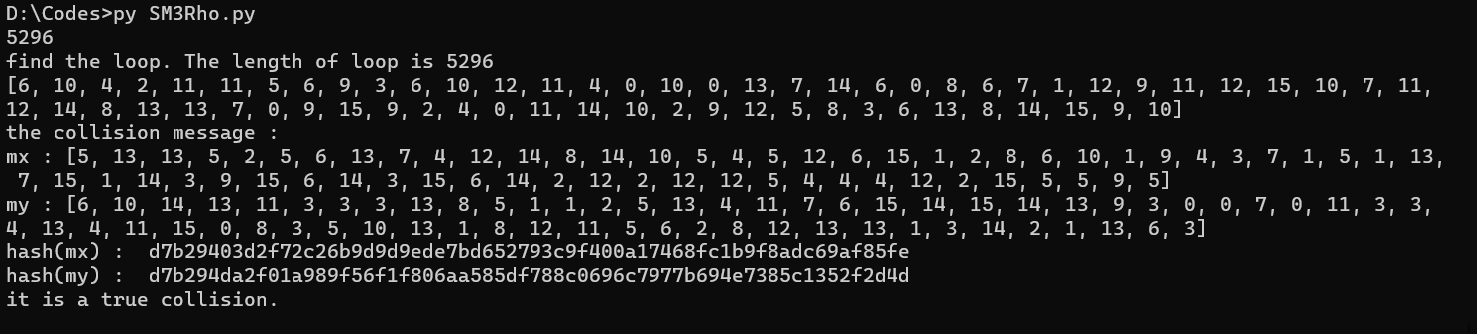 D:\Codes>py SM3Rho.py
5296
find the loop. The length of loop is 5296
[6, 10, 4, 2, 11, 11, 5, 6, 9, 3, 6, 10, 12, 11, 4, 0, 10, 0, 13, 7, 14, 6, 0, 8, 6, 7, 1, 12, 9, 11, 12, 15, 10, 7, 11,
12, 14, 8, 13, 13, 7, 0, 9, 15, 9, 2, 4, 0, 11, 14, 10, 2, 9, 12, 5, 8, 3, 6, 13, 8, 14, 15, 9, 10]
the collision message :
mx : [5, 13, 13, 5, 2, 5, 6, 13, 7, 4, 12, 14, 8, 14, 10, 5, 4, 5, 12, 6, 15, 1, 2, 8, 6, 10, 1, 9, 4, 3, 7, 1, 5, 1, 13,
7, 15, 1, 14, 3, 9, 15, 6, 14, 3, 15, 6, 14, 2, 12, 2, 12, 12, 5, 4, 4, 4, 12, 2, 15, 5, 5, 9, 5]
my : [6, 10, 14, 13, 11, 3, 3, 3, 13, 8, 5, 1, 1, 2, 5, 13, 4, 11, 7, 6, 15, 14, 15, 14, 13, 9, 3, 0, 0, 7, 0, 11, 3, 3,
4, 13, 4, 11, 15, 0, 8, 3, 5, 10, 13, 1, 8, 12, 11, 5, 6, 2, 8, 12, 13, 13, 1, 3, 14, 2, 1, 13, 6, 3]
hash(mx) :  d7b29403d2f72c26b9d9d9ede7bd652793c9f400a17468fc1b9f8adc69af85fe
hash(my) :  d7b294da2f01a989f56f1f806aa585df788c0696c7977b694e7385c1352f2d4d
it is a true collision.